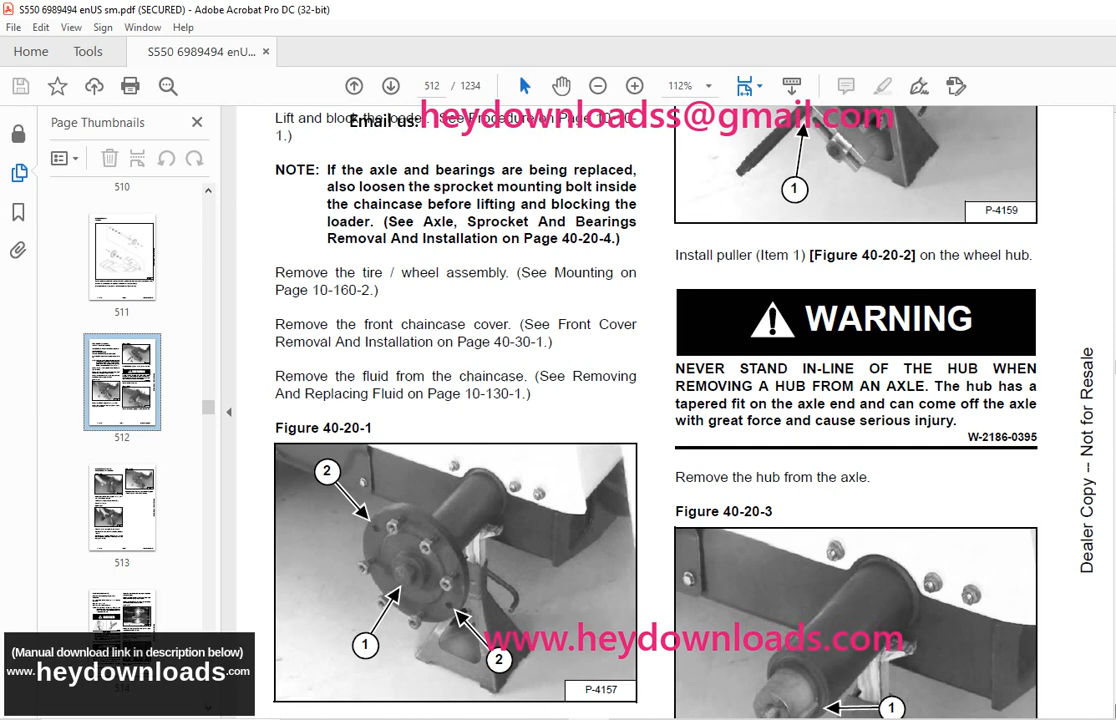 S550 6989494 enUS sm.pdf (SECURED) - Adobe Acrobat Pro DC (32-bit)
File Edit View Sign Window Help
Home Tools S550 6989494 enU... ×
512 / 1234 112%
Page Thumbnails
510
511
512
513
Email us: heydownloadss@gmail.com
Lift and block the loader. (See Procedure on Page 10-
1.)
NOTE: If the axle and bearings are being replaced,
also loosen the sprocket mounting bolt inside
the chaincase before lifting and blocking the
loader. (See Axle, Sprocket And Bearings
Removal And Installation on Page 40-20-4.)
Remove the tire / wheel assembly. (See Mounting on
Page 10-160-2.)
Remove the front chaincase cover. (See Front Cover
Removal And Installation on Page 40-30-1.)
Remove the fluid from the chaincase. (See Removing
And Replacing Fluid on Page 10-130-1.)
Figure 40-20-1
2
1
2
P-4157
1
P-4159
Install puller (Item 1) [Figure 40-20-2] on the wheel hub.
WARNING
NEVER STAND IN-LINE OF THE HUB WHEN
REMOVING A HUB FROM AN AXLE. The hub has a
tapered fit on the axle end and can come off the axle
with great force and cause serious injury.
W-2186-0395
Remove the hub from the axle.
Figure 40-20-3
1
Dealer Copy -- Not for Resale
www.heydownloads.com
(Manual download link in description below)
www.heydownloads.com